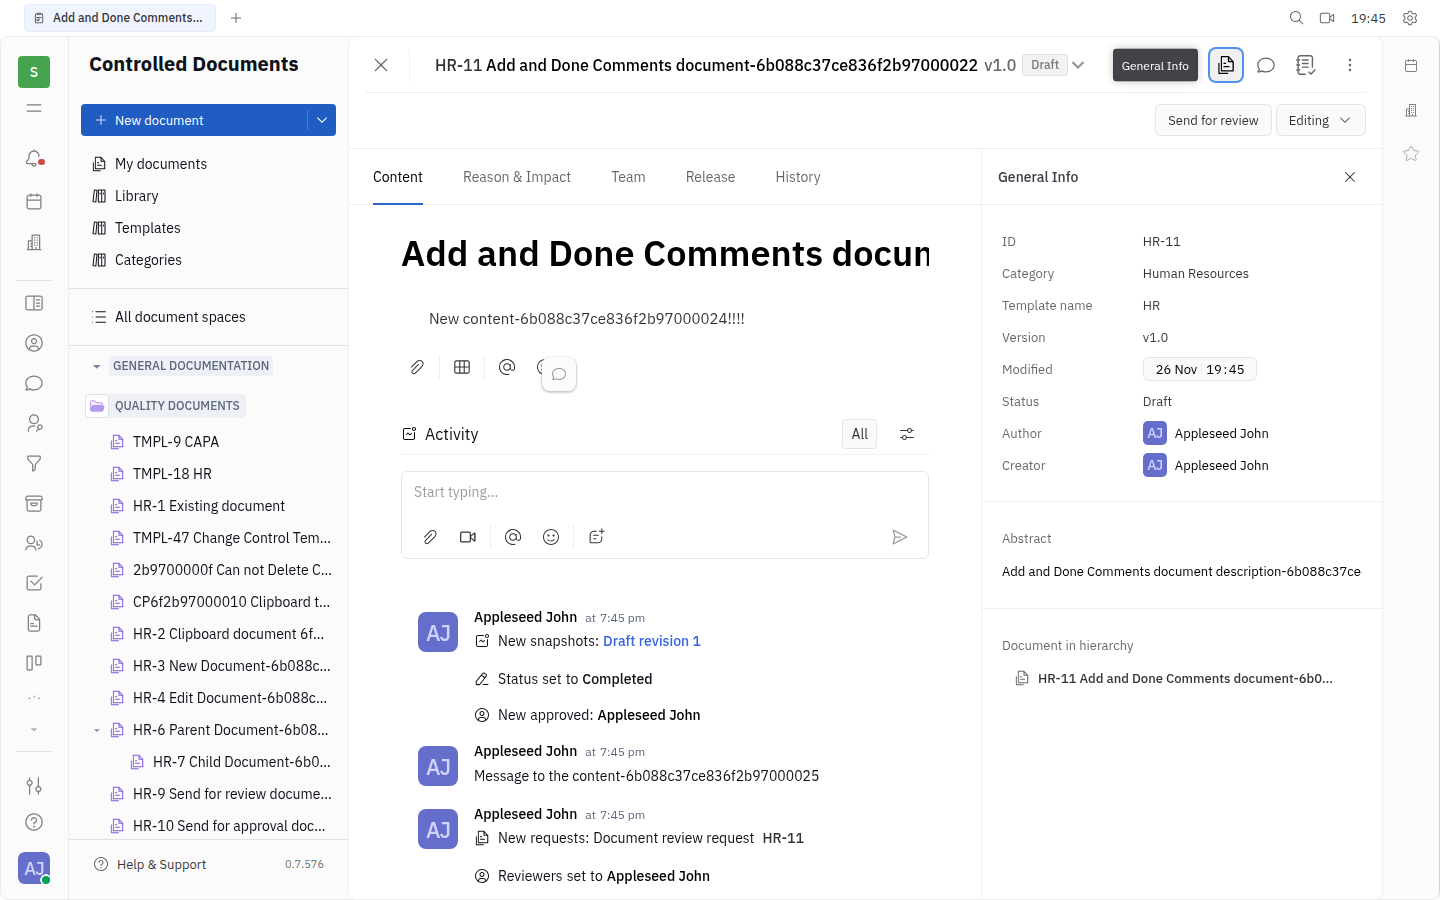 Add and Done Comments...
19:45
S
Controlled Documents
New document
My documents
Library
Templates
Categories
All document spaces
GENERAL DOCUMENTATION
QUALITY DOCUMENTS
TMPL-9 CAPA
TMPL-18 HR
HR-1 Existing document
TMPL-47 Change Control Tem...
2b9700000f Can not Delete C...
CP6f2b97000010 Clipboard t...
HR-2 Clipboard document 6f...
HR-3 New Document-6b088c...
HR-4 Edit Document-6b088c...
HR-6 Parent Document-6b08...
HR-7 Child Document-6b0...
HR-9 Send for review docume...
HR-10 Send for approval doc...
Help & Support
0.7.576
AJ
HR-11 Add and Done Comments document-6b088c37ce836f2b97000022 v1.0 Draft
General Info
Send for review
Editing
Content
Reason & Impact
Team
Release
History
Add and Done Comments docun
New content-6b088c37ce836f2b97000024!!!!
Activity
All
Start typing...
AJ
Appleseed John at 7:45 pm
New snapshots: Draft revision 1
Status set to Completed
New approved: Appleseed John
AJ
Appleseed John at 7:45 pm
Message to the content-6b088c37ce836f2b97000025
AJ
Appleseed John at 7:45 pm
New requests: Document review request HR-11
Reviewers set to Appleseed John
General Info
ID HR-11
Category Human Resources
Template name HR
Version v1.0
Modified 26 Nov 19:45
Status Draft
Author AJ Appleseed John
Creator AJ Appleseed John
Abstract
Add and Done Comments document description-6b088c37ce
Document in hierarchy
HR-11 Add and Done Comments document-6b0...